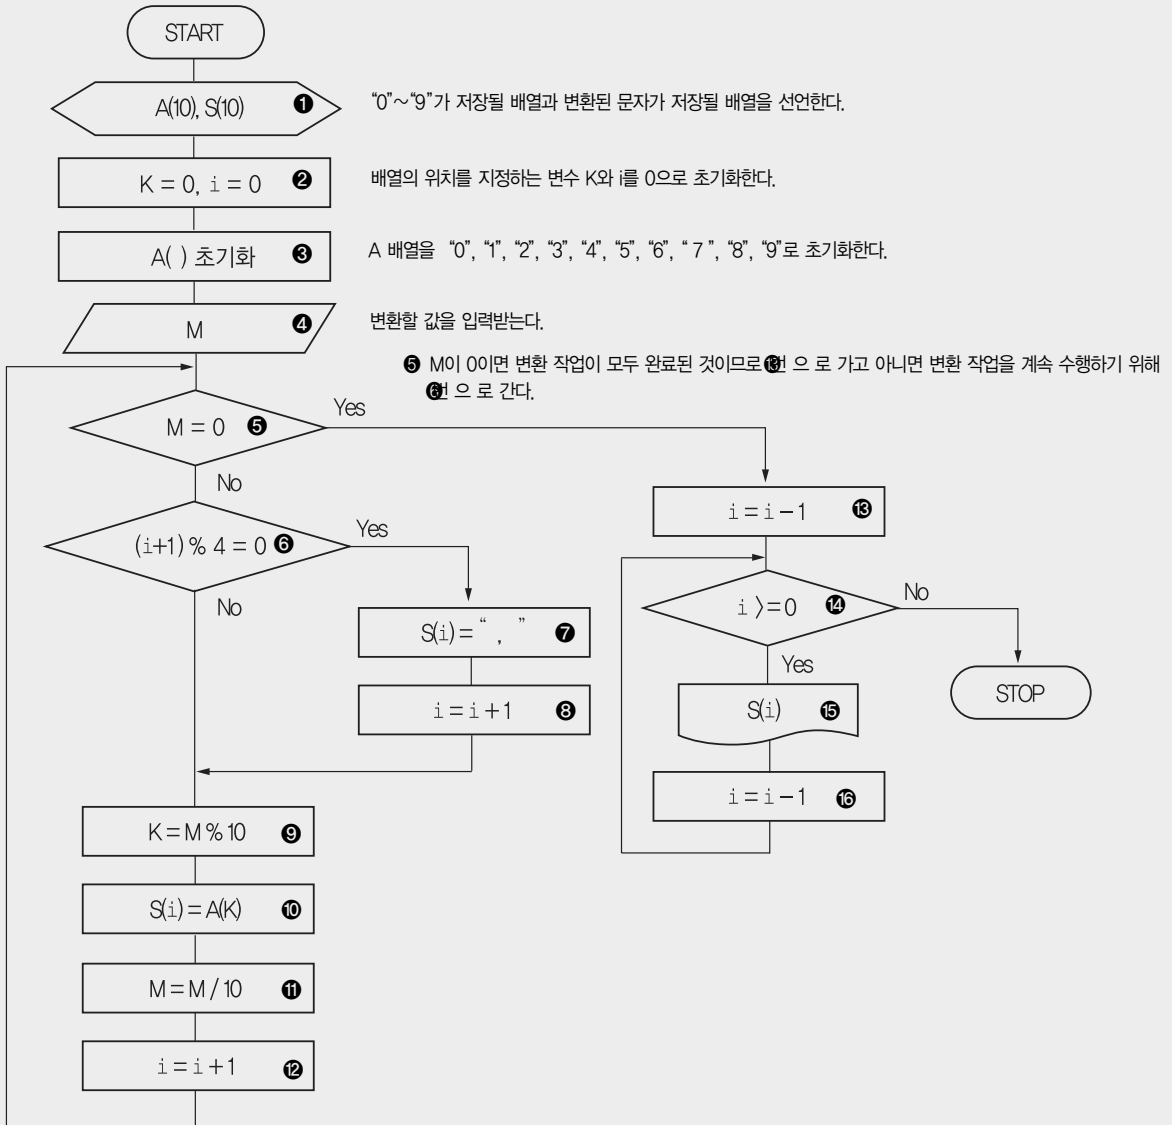 START
A(10), S(10) ❶
"0"~"9"가 저장될 배열과 변환된 문자가 저장될 배열을 선언한다.
K = 0, i = 0 ❷
배열의 위치를 지정하는 변수 K와 i를 0으로 초기화한다.
A( ) 초기화 ❸
A 배열을 "0", "1", "2", "3", "4", "5", "6", " 7 ", "8", "9"로 초기화한다.
M ❹
변환할 값을 입력받는다.
❺ M이 0이면 변환 작업이 모두 완료된 것이므로 ⓭번 으 로 가고 아니면 변환 작업을 계속 수행하기 위해
❻번 으 로 간다.
M = 0 ❺
Yes
No
(i+1) % 4 = 0 ❻
Yes
No
S(i) = " , " ❼
i = i + 1 ❽
K = M % 10 ❾
S(i) = A(K) ❿
M = M / 10 ⓫
i = i + 1 ⓬
i = i - 1 ⓭
i 〉= 0 ⓮
No
Yes
STOP
S(i) ⓯
i = i - 1 ⓰